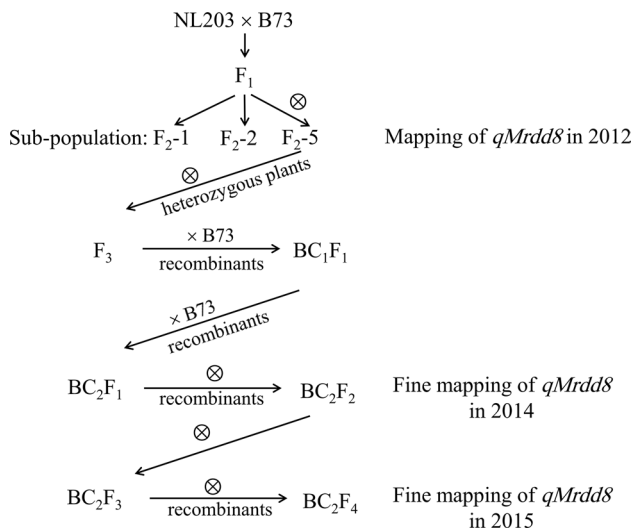 NL203 × B73
F₁
⊗
Sub-population: F₂-1 F₂-2 F₂-5 Mapping of qMrdd8 in 2012
⊗
heterozygous plants
F₃ × B73 BC₁F₁
recombinants
× B73
recombinants
BC₂F₁ ⊗ BC₂F₂ Fine mapping of qMrdd8
recombinants in 2014
⊗
BC₂F₃ ⊗ BC₂F₄ Fine mapping of qMrdd8
recombinants in 2015